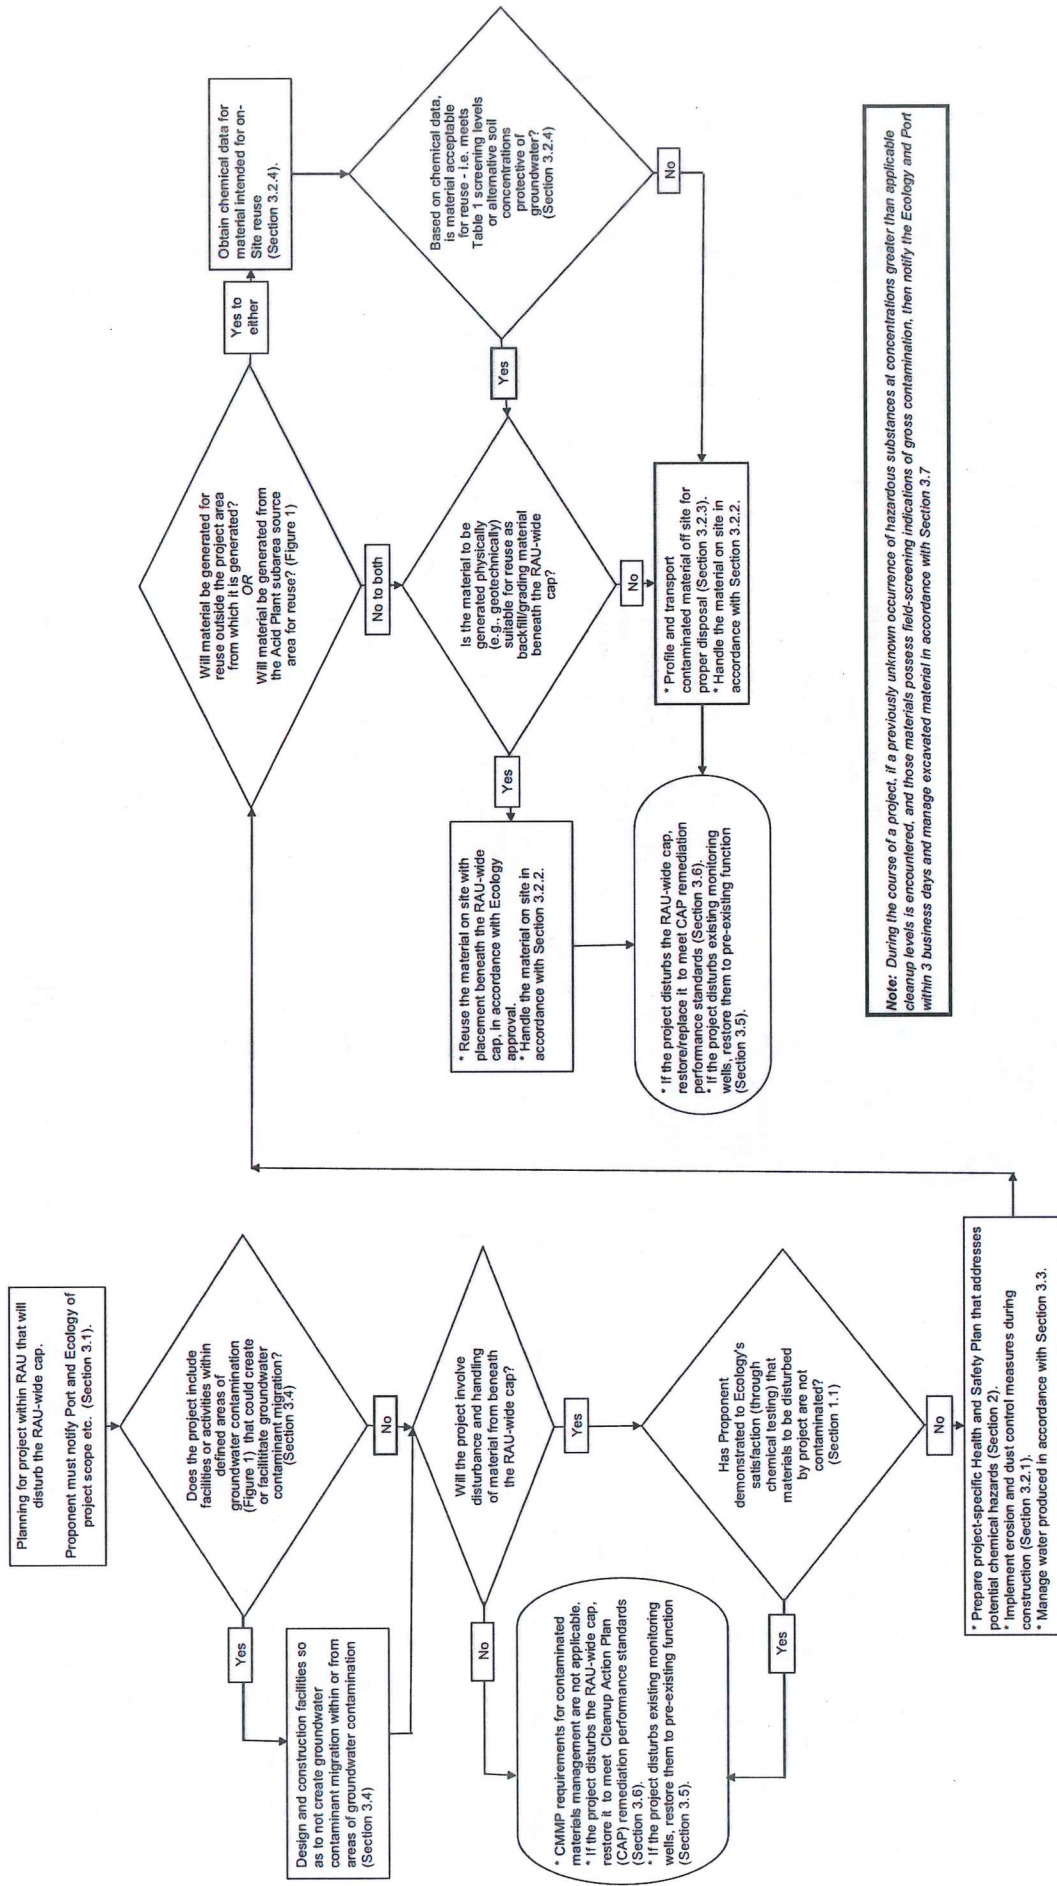 Planning for project within RAU that will
disturb the RAU-wide cap.
Proponent must notify Port and Ecology of
project scope etc. (Section 3.1).
Does the project include
facilities or activities within
defined areas of
groundwater contamination
(Figure 1) that could create
or facilititate groundwater
contaminant migration?
(Section 3.4)
Yes
No
Design and construction facilities so
as to not create groundwater
contaminant migration within or from
areas of groundwater contamination
(Section 3.4)
Will the project involve
disturbance and handling
of material from beneath
the RAU-wide cap?
No
Yes
* CMMP requirements for contaminated
materials management are not applicable.
* If the project disturbs the RAU-wide cap,
restore it to meet Cleanup Action Plan
(CAP) remediation performance standards
(Section 3.6).
* If the project disturbs existing monitoring
wells, restore them to pre-existing function
(Section 3.5).
Has Proponent
demonstrated to Ecology's
satisfaction (through
chemical testing) that
materials to be disturbed
by project are not
contaminated?
(Section 1.1)
Yes
No
* Prepare project-specific Health and Safety Plan that addresses
potential chemical hazards (Section 2).
* Implement erosion and dust control measures during
construction (Section 3.2.1).
* Manage water produced in accordance with Section 3.3.
Will material be generated for
reuse outside the project area
from which it is generated?
OR
Will material be generated from
the Acid Plant subarea source
area for reuse? (Figure 1)
Yes to
either
No to both
Obtain chemical data for
material intended for on-
Site reuse
(Section 3.2.4).
Based on chemical data,
is material acceptable
for reuse - i.e. meets
Table 1 screening levels
or alternative soil
concentrations
protective of
groundwater?
(Section 3.2.4)
Yes
No
Is the material to be
generated physically
(e.g., geotechnically)
suitable for reuse as
backfill/grading material
beneath the RAU-wide
cap?
Yes
No
* Reuse the material on site with
placement beneath the RAU-wide
cap, in accordance with Ecology
approval.
* Handle the material on site in
accordance with Section 3.2.2.
* Profile and transport
contaminated material off site for
proper disposal (Section 3.2.3).
* Handle the material on site in
accordance with Section 3.2.2.
* If the project disturbs the RAU-wide cap,
restore/replace it to meet CAP remediation
performance standards (Section 3.6).
* If the project disturbs existing monitoring
wells, restore them to pre-existing function
(Section 3.5).
Note: During the course of a project, if a previously unknown occurrence of hazardous substances at concentrations greater than applicable
cleanup levels is encountered, and those materials possess field-screening indications of gross contamination, then notify the Ecology and Port
within 3 business days and manage excavated material in accordance with Section 3.7